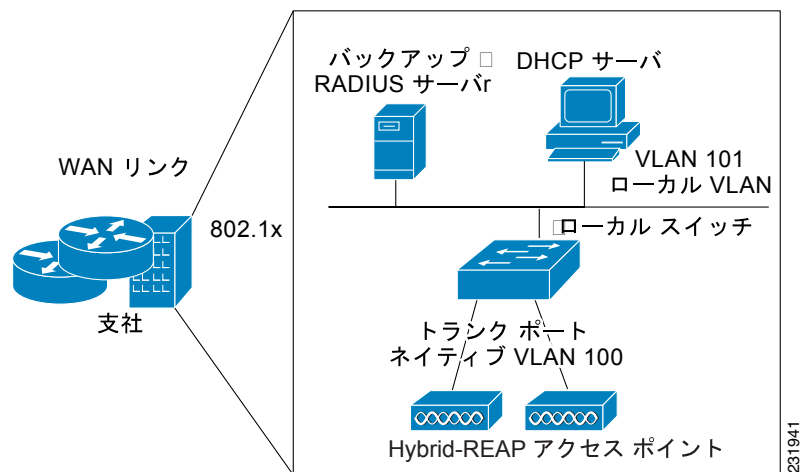 バックアップ □
RADIUS サーバr
DHCP サーバ
WAN リンク
VLAN 101
ローカル VLAN
802.1x
□ローカル スイッチ
支社
トランク ポート
ネイティブ VLAN 100
Hybrid-REAP アクセス ポイント
231941